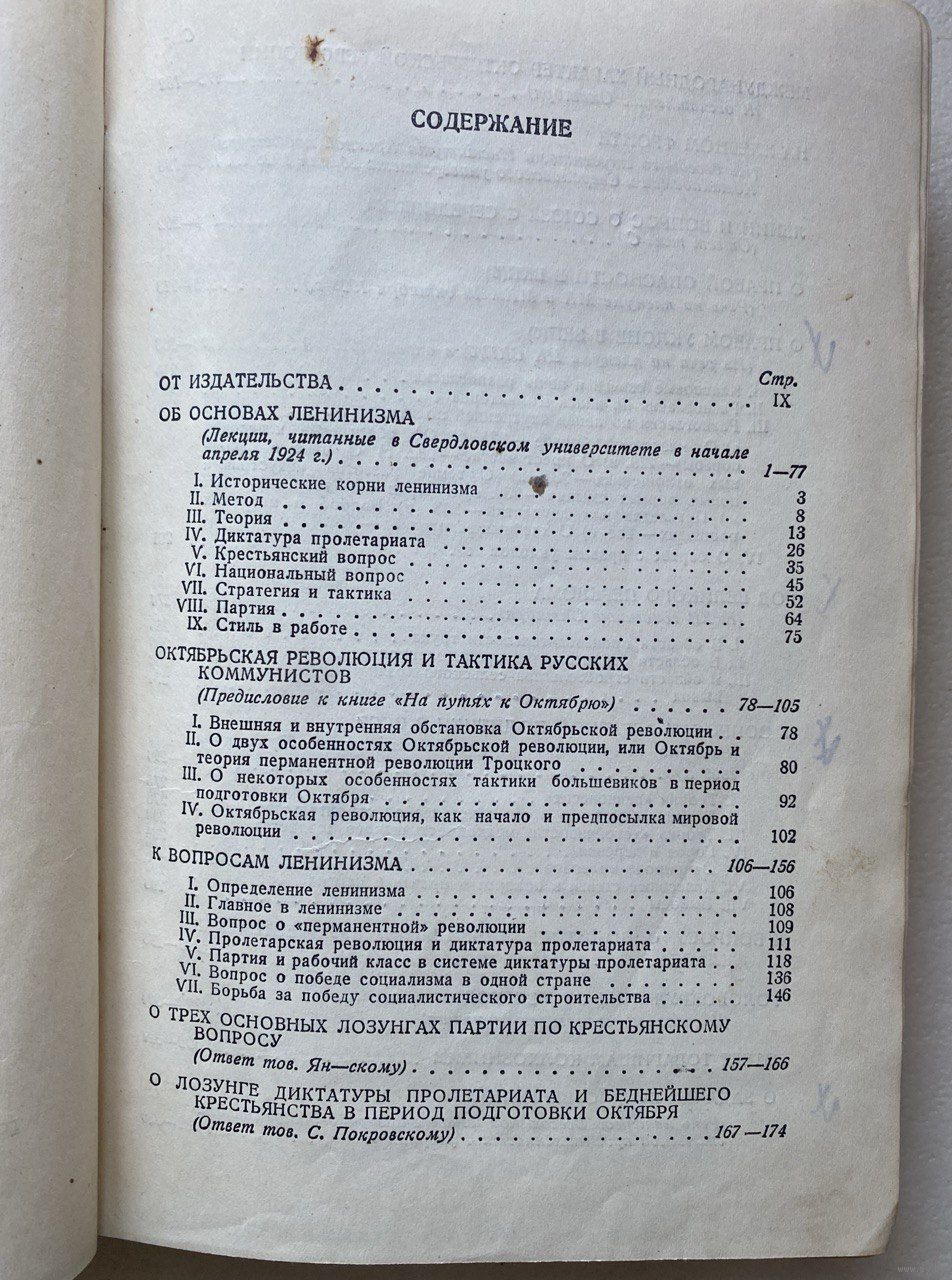 СОДЕРЖАНИЕ
Стр.
ОТ ИЗДАТЕЛЬСТВА . . . . . . . . . . . . . . . . . . . . . . IX
ОБ ОСНОВАХ ЛЕНИНИЗМА
(Лекции, читанные в Свердловском университете в начале
апреля 1924 г.) . . . . . . . . . . . . . . . . . . . . . 1—77
I. Исторические корни ленинизма . . . . . . . . . . . . . 3
II. Метод . . . . . . . . . . . . . . . . . . . . . . . . 8
III. Теория . . . . . . . . . . . . . . . . . . . . . . . 13
IV. Диктатура пролетариата . . . . . . . . . . . . . . . 26
V. Крестьянский вопрос . . . . . . . . . . . . . . . . . 35
VI. Национальный вопрос . . . . . . . . . . . . . . . . . 45
VII. Стратегия и тактика . . . . . . . . . . . . . . . . 52
VIII. Партия . . . . . . . . . . . . . . . . . . . . . . 64
IX. Стиль в работе . . . . . . . . . . . . . . . . . . . 75
ОКТЯБРЬСКАЯ РЕВОЛЮЦИЯ И ТАКТИКА РУССКИХ
КОММУНИСТОВ
(Предисловие к книге «На путях к Октябрю») . . . . . . 78—105
I. Внешняя и внутренняя обстановка Октябрьской революции . . 78
II. О двух особенностях Октябрьской революции, или Октябрь и
теория перманентной революции Троцкого . . . . . . . . . . 80
III. О некоторых особенностях тактики большевиков в период
подготовки Октября . . . . . . . . . . . . . . . . . . . 92
IV. Октябрьская революция, как начало и предпосылка мировой
революции . . . . . . . . . . . . . . . . . . . . . . . 102
К ВОПРОСАМ ЛЕНИНИЗМА . . . . . . . . . . . . . . . . . . 106—156
I. Определение ленинизма . . . . . . . . . . . . . . . . 106
II. Главное в ленинизме . . . . . . . . . . . . . . . . . 108
III. Вопрос о «перманентной» революции . . . . . . . . . . 109
IV. Пролетарская революция и диктатура пролетариата . . . . . 111
V. Партия и рабочий класс в системе диктатуры пролетариата . . 118
VI. Вопрос о победе социализма в одной стране . . . . . . . 136
VII. Борьба за победу социалистического строительства . . . . . 146
О ТРЕХ ОСНОВНЫХ ЛОЗУНГАХ ПАРТИИ ПО КРЕСТЬЯНСКОМУ
ВОПРОСУ
(Ответ тов. Ян—скому) . . . . . . . . . . . . . . . . . 157—166
О ЛОЗУНГЕ ДИКТАТУРЫ ПРОЛЕТАРИАТА И БЕДНЕЙШЕГО
КРЕСТЬЯНСТВА В ПЕРИОД ПОДГОТОВКИ ОКТЯБРЯ
(Ответ тов. С. Покровскому) . . . . . . . . . . . . . . . 167—174